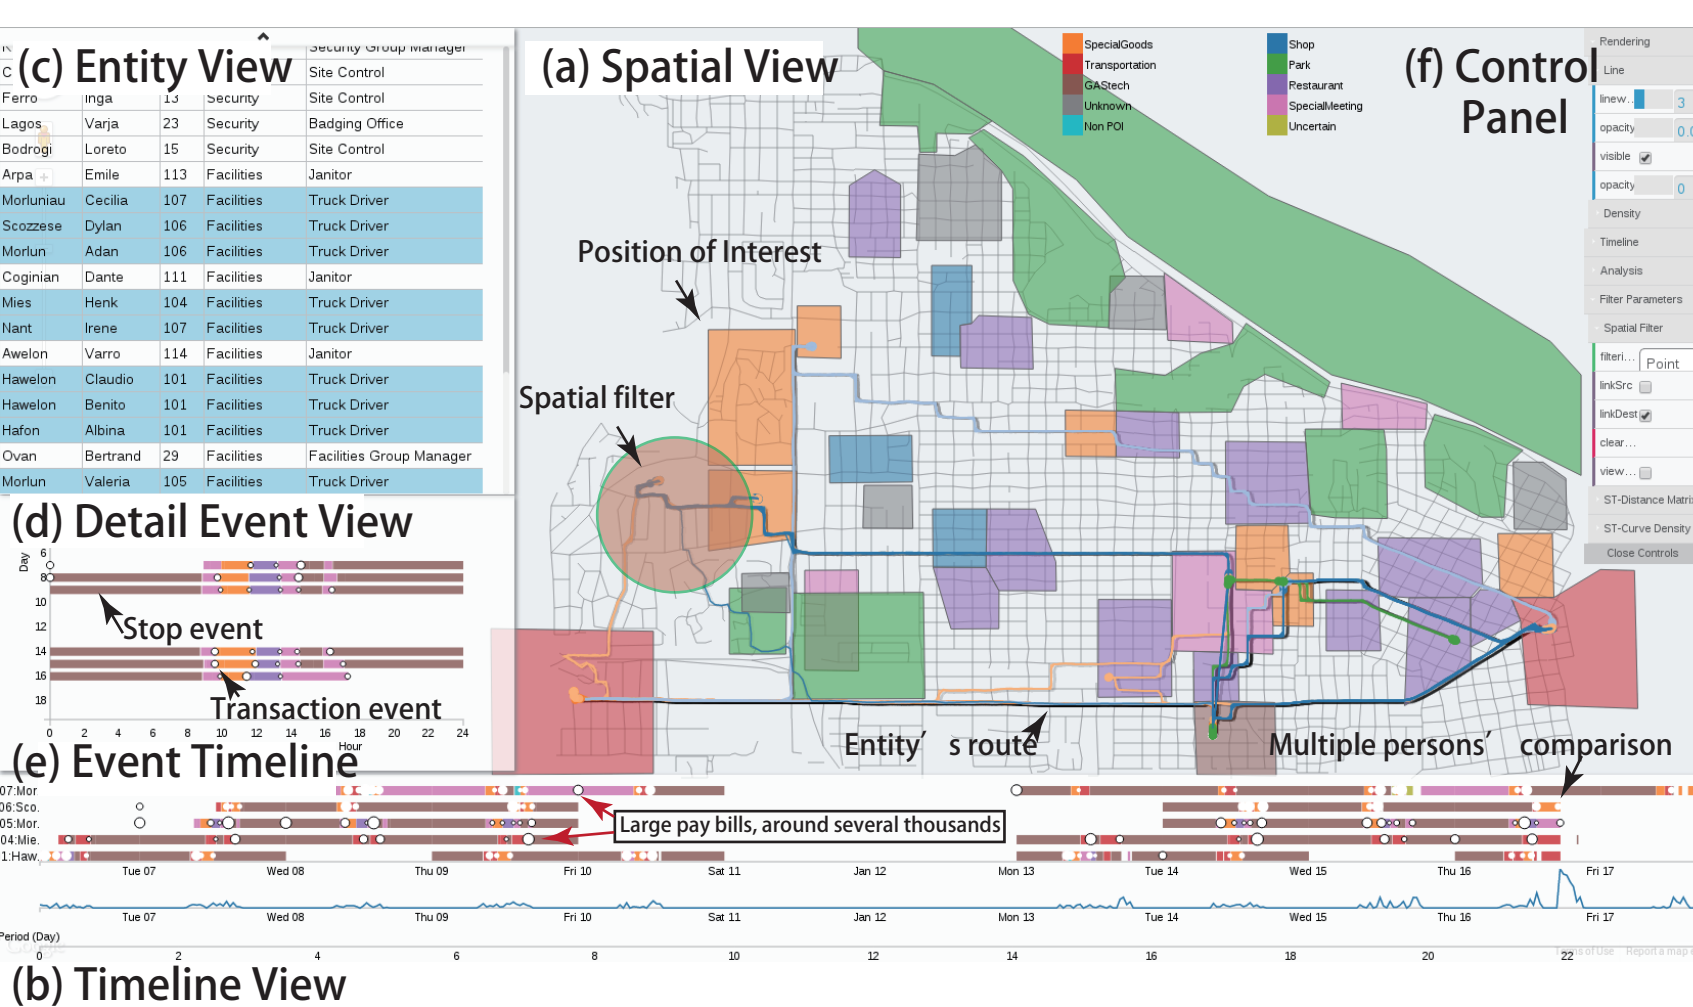 (c) Entity View
Security Group Manager
C Site Control
Ferro Inga 13 Security Site Control
Lagos Varja 23 Security Badging Office
Bodrogi Loreto 15 Security Site Control
Arpa Emile 113 Facilities Janitor
Morluniau Cecilia 107 Facilities Truck Driver
Scozzese Dylan 106 Facilities Truck Driver
Morlun Adan 106 Facilities Truck Driver
Coginian Dante 111 Facilities Janitor
Mies Henk 104 Facilities Truck Driver
Nant Irene 107 Facilities Truck Driver
Awelon Varro 114 Facilities Janitor
Hawelon Claudio 101 Facilities Truck Driver
Hawelon Benito 101 Facilities Truck Driver
Hafon Albina 101 Facilities Truck Driver
Ovan Bertrand 29 Facilities Facilities Group Manager
Morlun Valeria 105 Facilities Truck Driver
(a) Spatial View
SpecialGoods
Transportation
GAStech
Unknown
Non POI
Shop
Park
Restaurant
SpecialMeeting
Uncertain
Position of Interest
Spatial filter
Entity' s route
Multiple persons' comparison
(f) Control
Panel
Rendering
Line
linew... 3
opacity 0.0
visible
opacity 0
Density
Timeline
Analysis
Filter Parameters
Spatial Filter
filteri... Point
linkSrc
linkDest
clear...
view...
ST-Distance Matri
ST-Curve Density
Close Controls
(d) Detail Event View
Day
6
8
10
12
14
16
18
Stop event
Transaction event
0 2 4 6 8 10 12 14 16 18 20 22 24
Hour
(e) Event Timeline
07:Mor.
06:Sco.
05:Mor.
04:Mie.
1:Haw.
Large pay bills, around several thousands
Tue 07 Wed 08 Thu 09 Fri 10 Sat 11 Jan 12 Mon 13 Tue 14 Wed 15 Thu 16 Fri 17
Tue 07 Wed 08 Thu 09 Fri 10 Sat 11 Jan 12 Mon 13 Tue 14 Wed 15 Thu 16 Fri 17
Period (Day)
0 2 4 6 8 10 12 14 16 18 20 22
Terms of Use Report a map
(b) Timeline View